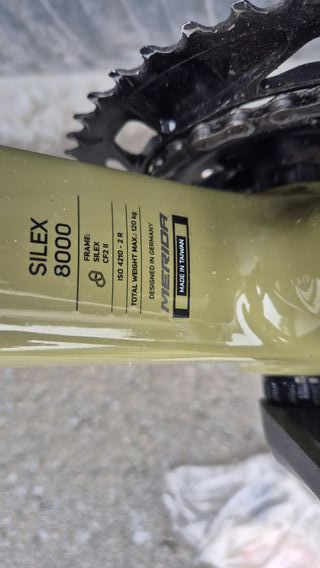 SILEX
8000
FRAME:
SILEX
CF2 II
ISO 4210 - 2 R
TOTAL WEIGHT MAX.: 120 kg
DESIGNED IN GERMANY
MERIDA
MADE IN TAIWAN